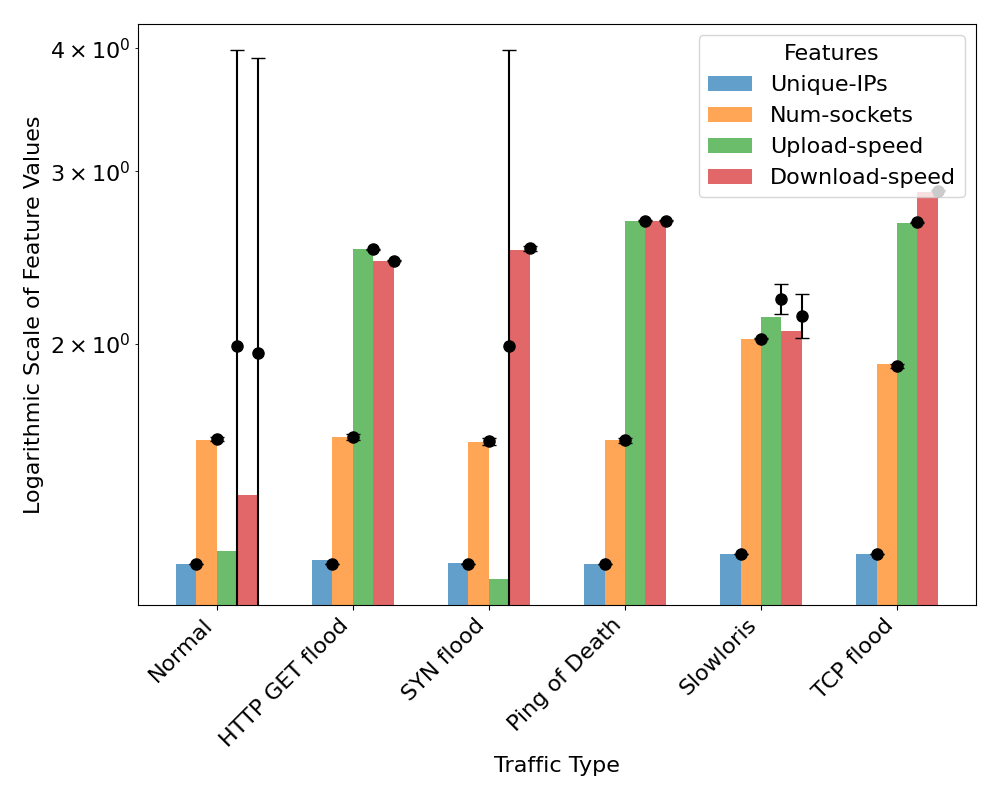 Logarithmic Scale of Feature Values
4 × 10⁰
3 × 10⁰
2 × 10⁰
Features
Unique-IPs
Num-sockets
Upload-speed
Download-speed
Normal
HTTP GET flood
SYN flood
Ping of Death
Slowloris
TCP flood
Traffic Type